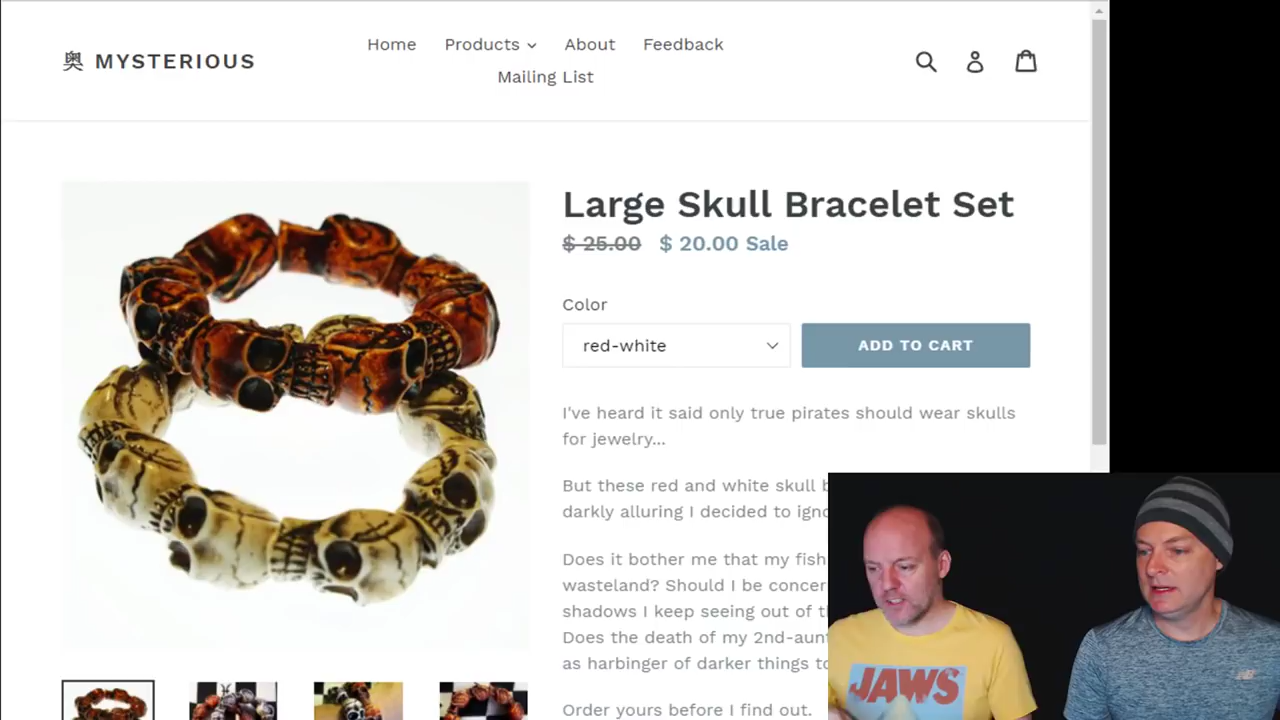 奥 MYSTERIOUS
Home Products About Feedback
Mailing List
Large Skull Bracelet Set
$ 25.00 $ 20.00 Sale
Color
red-white
ADD TO CART
I've heard it said only true pirates should wear skulls
for jewelry...
But these red and white skull
darkly alluring I decided to
Does it bother me that my
wasteland? Should I be
shadows I keep seeing out of
Does the death of my
as harbinger of darker things
Order yours before I find out.
JAWS